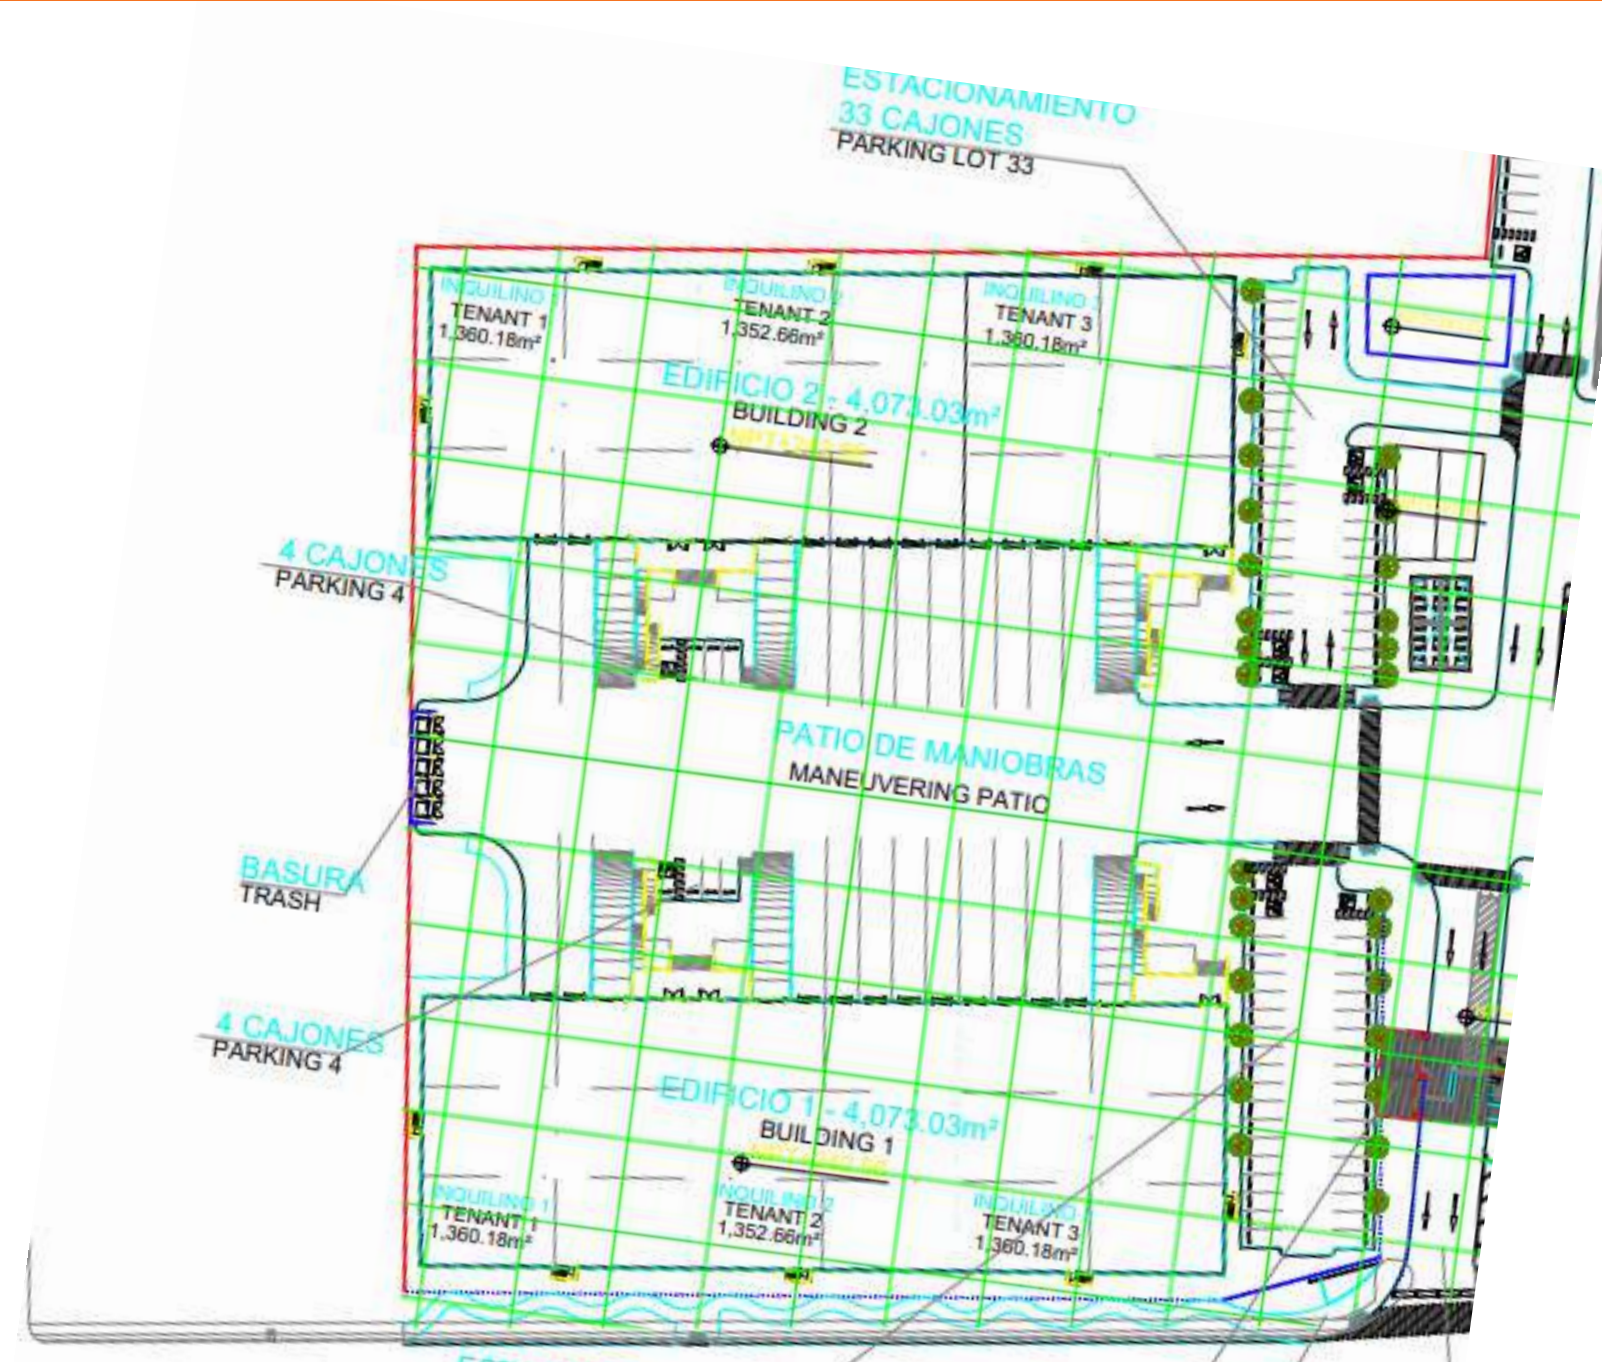 ESTACIONAMIENTO
33 CAJONES
PARKING LOT 33
INQUILINO
TENANT 1
1,360.18m²
INQUILINO 2
TENANT 2
1,352.66m²
INQUILINO 3
TENANT 3
1,360.18m²
EDIFICIO 2 - 4,073.03m²
BUILDING 2
4 CAJONES
PARKING 4
PATIO DE MANIOBRAS
MANEUVERING PATIO
BASURA
TRASH
4 CAJONES
PARKING 4
EDIFICIO 1 - 4,073.03m²
BUILDING 1
INQUILINO 1
TENANT 1
1,360.18m²
INQUILINO 2
TENANT 2
1,352.66m²
INQUILINO
TENANT 3
1,360.18m²